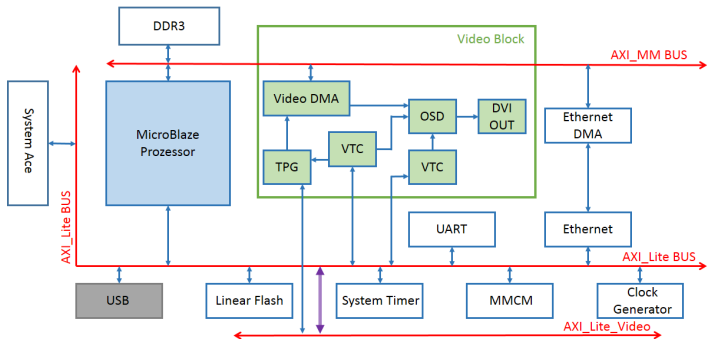 DDR3
Video Block
AXI_MM BUS
System Ace
MicroBlaze
Prozessor
Video DMA
OSD
DVI
OUT
Ethernet
DMA
TPG
VTC
VTC
AXI_Lite BUS
UART
Ethernet
AXI_Lite BUS
USB
Linear Flash
System Timer
MMCM
Clock
Generator
AXI_Lite_Video